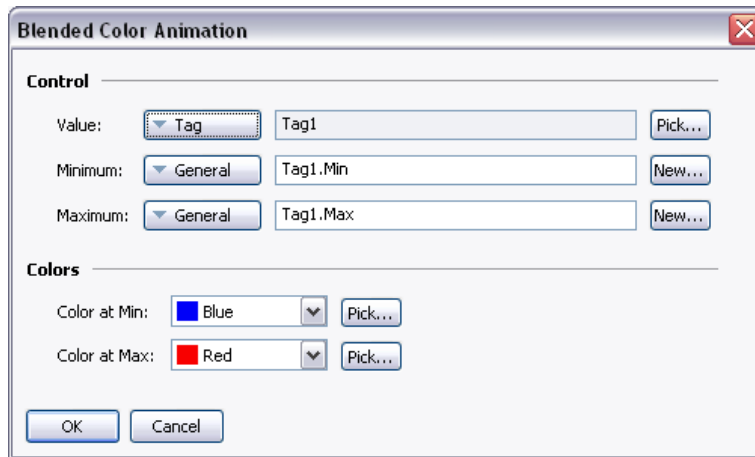 Blended Color Animation
Control
Value: Tag Tag1 Pick...
Minimum: General Tag1.Min New...
Maximum: General Tag1.Max New...
Colors
Color at Min: Blue Pick...
Color at Max: Red Pick...
OK Cancel